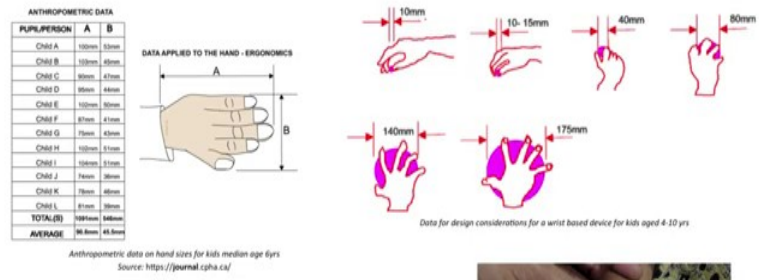 ANTHROPOMETRIC DATA
PUPIL/PERSON A B
Child A 100mm 53mm
Child B 103mm 45mm
Child C 90mm 47mm
Child D 95mm 44mm
Child E 102mm 50mm
Child F 87mm 41mm
Child G 75mm 43mm
Child H 102mm 51mm
Child I 104mm 51mm
Child J 74mm 36mm
Child K 78mm 46mm
Child L 81mm 39mm
TOTAL(S) 1091mm 546mm
AVERAGE 90.8mm 45.5mm
DATA APPLIED TO THE HAND - ERGONOMICS
A
B
Anthropometric data on hand sizes for kids median age 6yrs
Source: https://journal.cpha.ca/
10mm
10- 15mm
40mm
80mm
140mm
175mm
Data for design considerations for a wrist based device for kids aged 4-10 yrs